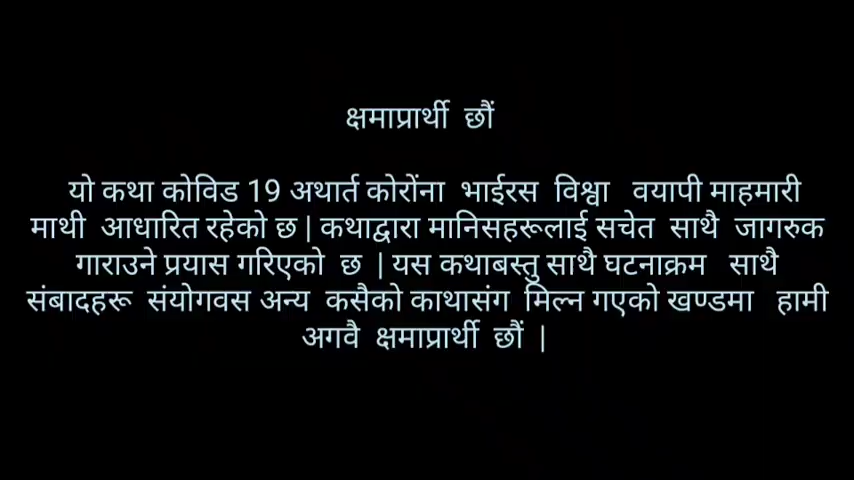 क्षमाप्रार्थी छौं
यो कथा कोविड 19 अथार्त कोरोंना भाईरस विश्वा वयापी माहमारी
माथी आधारित रहेको छ | कथाद्वारा मानिसहरूलाई सचेत साथै जागरुक
गाराउने प्रयास गरिएको छ | यस कथाबस्तु साथै घटनाक्रम साथै
संबादहरू संयोगवस अन्य कसैको काथासंग मिल्न गएको खण्डमा हामी
अगवै क्षमाप्रार्थी छौं |